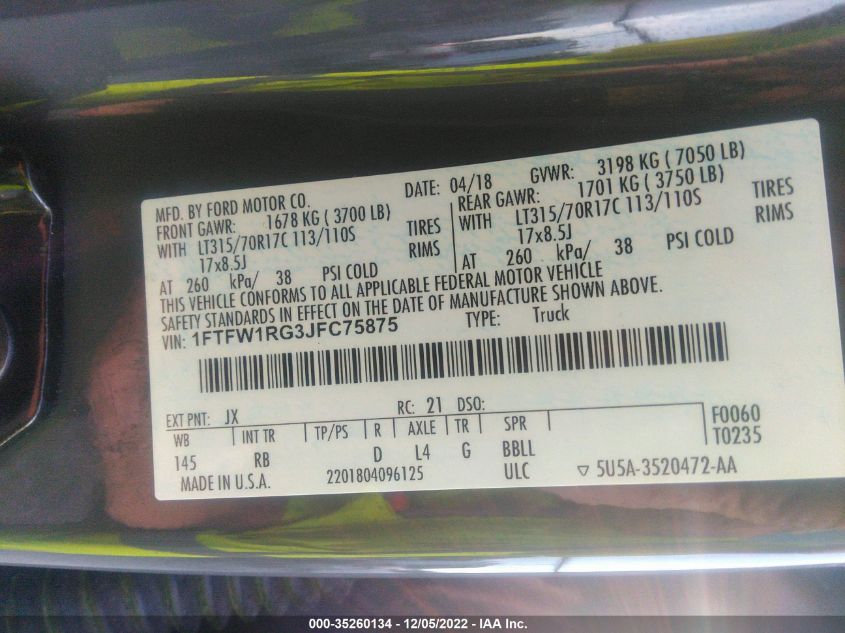 MFD. BY FORD MOTOR CO.
DATE: 04/18
GVWR: 3198 KG ( 7050 LB)
FRONT GAWR: 1678 KG ( 3700 LB)
REAR GAWR: 1701 KG ( 3750 LB)
WITH LT315/70R17C 113/110S TIRES
WITH LT315/70R17C 113/110S TIRES
17x8.5J RIMS
17x8.5J RIMS
AT 260 kPa/ 38 PSI COLD
AT 260 kPa/ 38 PSI COLD
THIS VEHICLE CONFORMS TO ALL APPLICABLE FEDERAL MOTOR VEHICLE
SAFETY STANDARDS IN EFFECT ON THE DATE OF MANUFACTURE SHOWN ABOVE.
VIN: 1FTFW1RG3JFC75875
TYPE: Truck
EXT PNT: JX RC: 21 DSO:
WB INT TR TP/PS R AXLE TR SPR
145 RB D L4 G BBLL
F0060
T0235
MADE IN U.S.A. 2201804096125 ULC ▽ 5U5A-3520472-AA
000-35260134 - 12/05/2022 - IAA Inc.